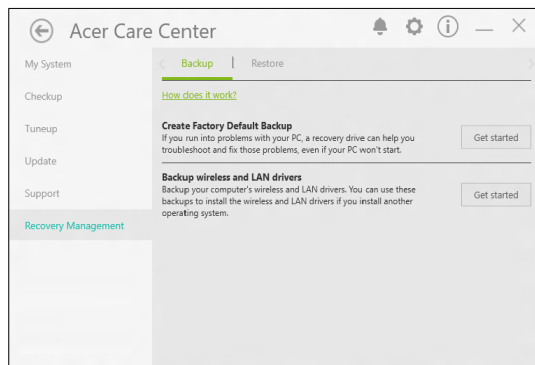 Acer Care Center
My System
Checkup
Tuneup
Update
Support
Recovery Management
Backup
Restore
How does it work?
Create Factory Default Backup
If you run into problems with your PC, a recovery drive can help you
troubleshoot and fix those problems, even if your PC won't start.
Get started
Backup wireless and LAN drivers
Backup your computer's wireless and LAN drivers. You can use these
backups to install the wireless and LAN drivers if you install another
operating system.
Get started